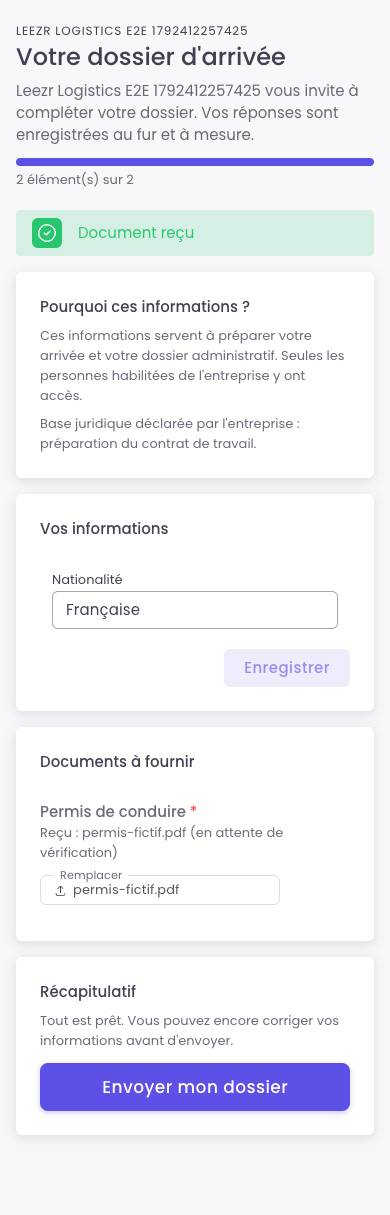 LEEZR LOGISTICS E2E 1792412257425
Votre dossier d'arrivée
Leezr Logistics E2E 1792412257425 vous invite à
compléter votre dossier. Vos réponses sont
enregistrées au fur et à mesure.
2 élément(s) sur 2
Document reçu
Pourquoi ces informations ?
Ces informations servent à préparer votre
arrivée et votre dossier administratif. Seules les
personnes habilitées de l'entreprise y ont
accès.
Base juridique déclarée par l'entreprise :
préparation du contrat de travail.
Vos informations
Nationalité
Française
Enregistrer
Documents à fournir
Permis de conduire *
Reçu : permis-fictif.pdf (en attente de
vérification)
Remplacer
permis-fictif.pdf
Récapitulatif
Tout est prêt. Vous pouvez encore corriger vos
informations avant d'envoyer.
Envoyer mon dossier